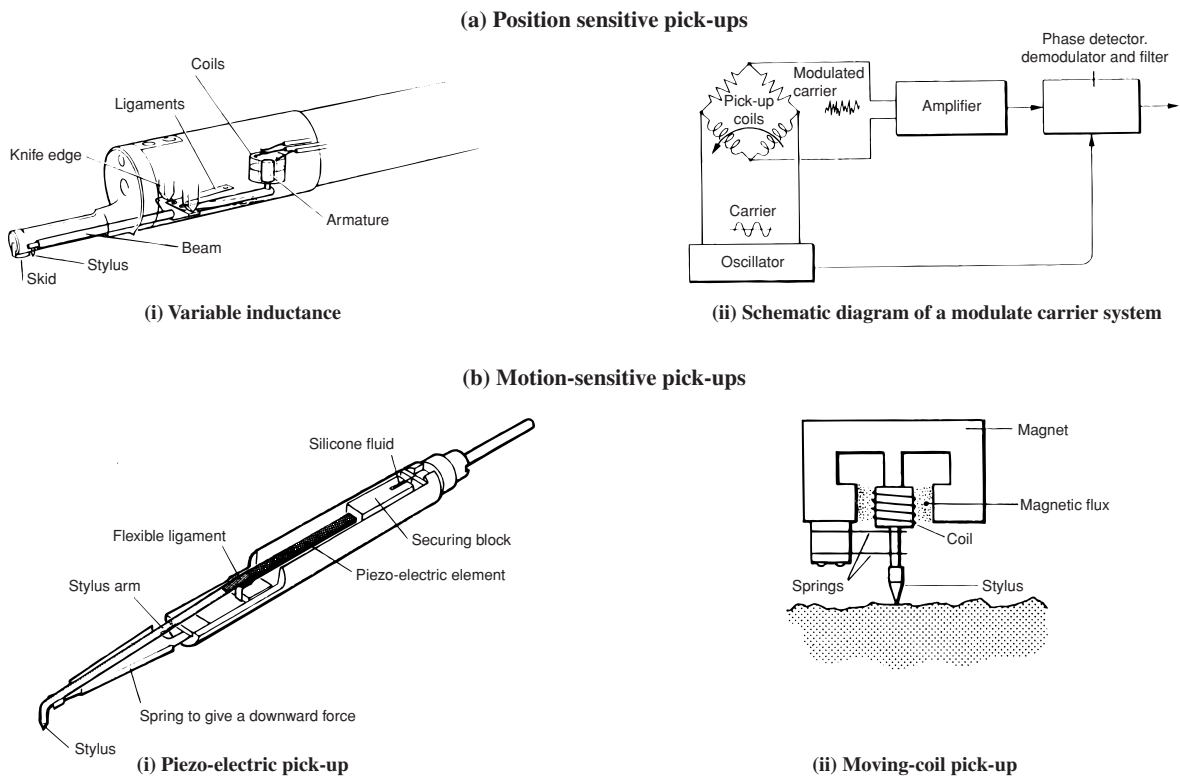 (a) Position sensitive pick-ups
Coils
Ligaments
Knife edge
Armature
Beam
Stylus
Skid
(i) Variable inductance
Phase detector.
demodulator and filter
Modulated
carrier
Pick-up
coils
Amplifier
Carrier
Oscillator
(ii) Schematic diagram of a modulate carrier system
(b) Motion-sensitive pick-ups
Silicone fluid
Flexible ligament
Securing block
Piezo-electric element
Stylus arm
Spring to give a downward force
Stylus
(i) Piezo-electric pick-up
Magnet
Magnetic flux
Coil
Springs
Stylus
(ii) Moving-coil pick-up